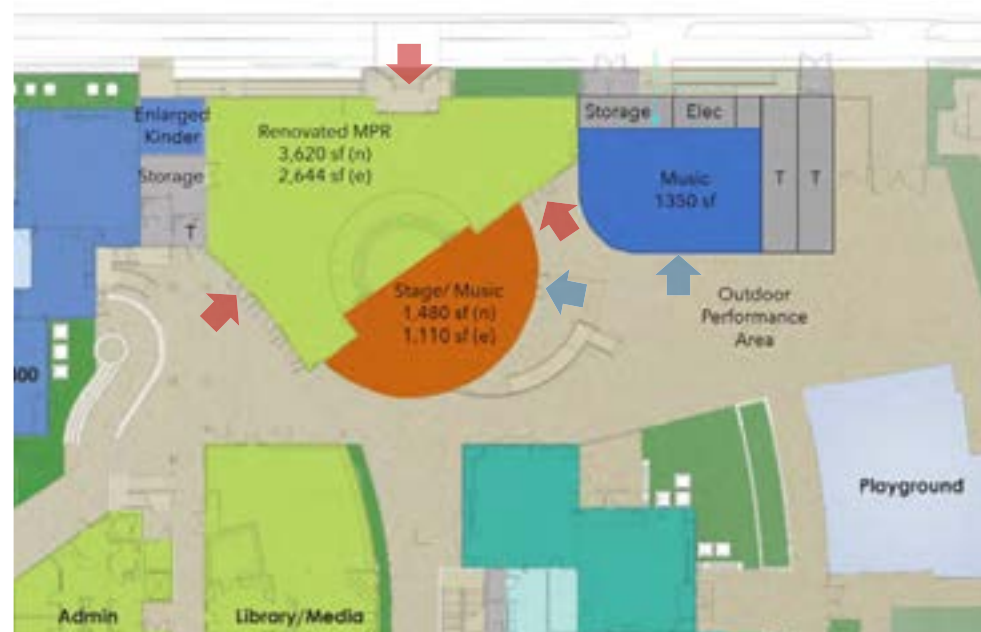 Enlarged
Kinder
Storage
T
Renovated MPR
3,620 sf (n)
2,644 sf (e)
Storage
Elec
Music
1350 sf
T
T
Stage/ Music
1,480 sf (n)
1,110 sf (e)
Outdoor
Performance
Area
00
Playground
Admin
Library/Media